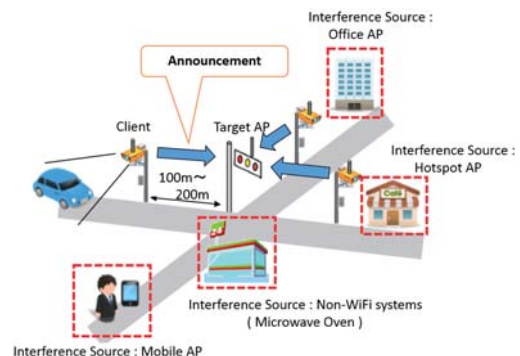 Interference Source :
Office AP
Announcement
Client
Target AP
100m～
200m
Interference Source :
Hotspot AP
Café
Interference Source : Non-WiFi systems
( Microwave Oven )
Interference Source : Mobile AP